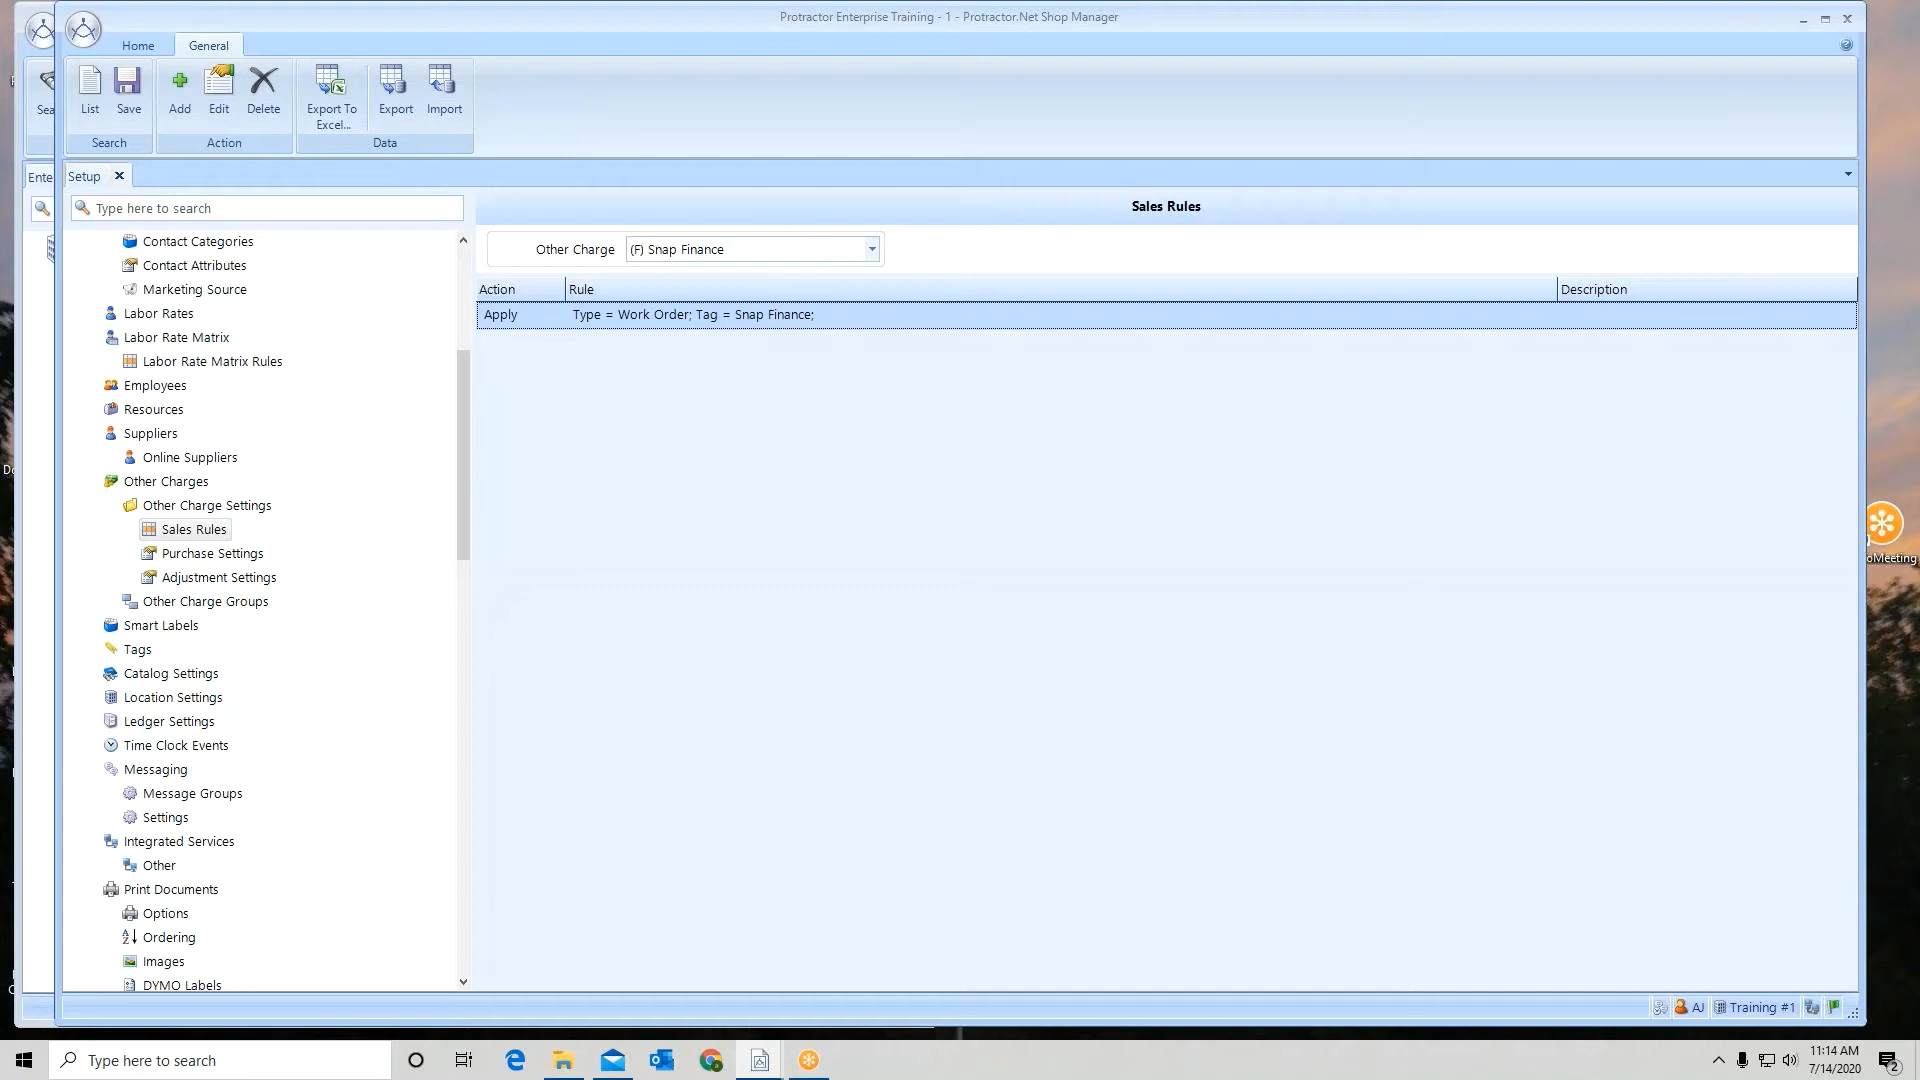 Protractor Enterprise Training - 1 - Protractor.Net Shop Manager
Home
General
Sea
List
Save
Add
Edit
Delete
Export To
Excel...
Export
Import
Search
Action
Data
Ente
Setup
Type here to search
Sales Rules
Contact Categories
Contact Attributes
Marketing Source
Labor Rates
Labor Rate Matrix
Labor Rate Matrix Rules
Employees
Resources
Suppliers
Online Suppliers
Other Charges
Other Charge Settings
Sales Rules
Purchase Settings
Adjustment Settings
Other Charge Groups
Smart Labels
Tags
Catalog Settings
Location Settings
Ledger Settings
Time Clock Events
Messaging
Message Groups
Settings
Integrated Services
Other
Print Documents
Options
Ordering
Images
DYMO Labels
Other Charge
(F) Snap Finance
Action
Rule
Description
Apply
Type = Work Order; Tag = Snap Finance;
oMeeting
AJ
Training #1
Type here to search
11:14 AM
7/14/2020
2